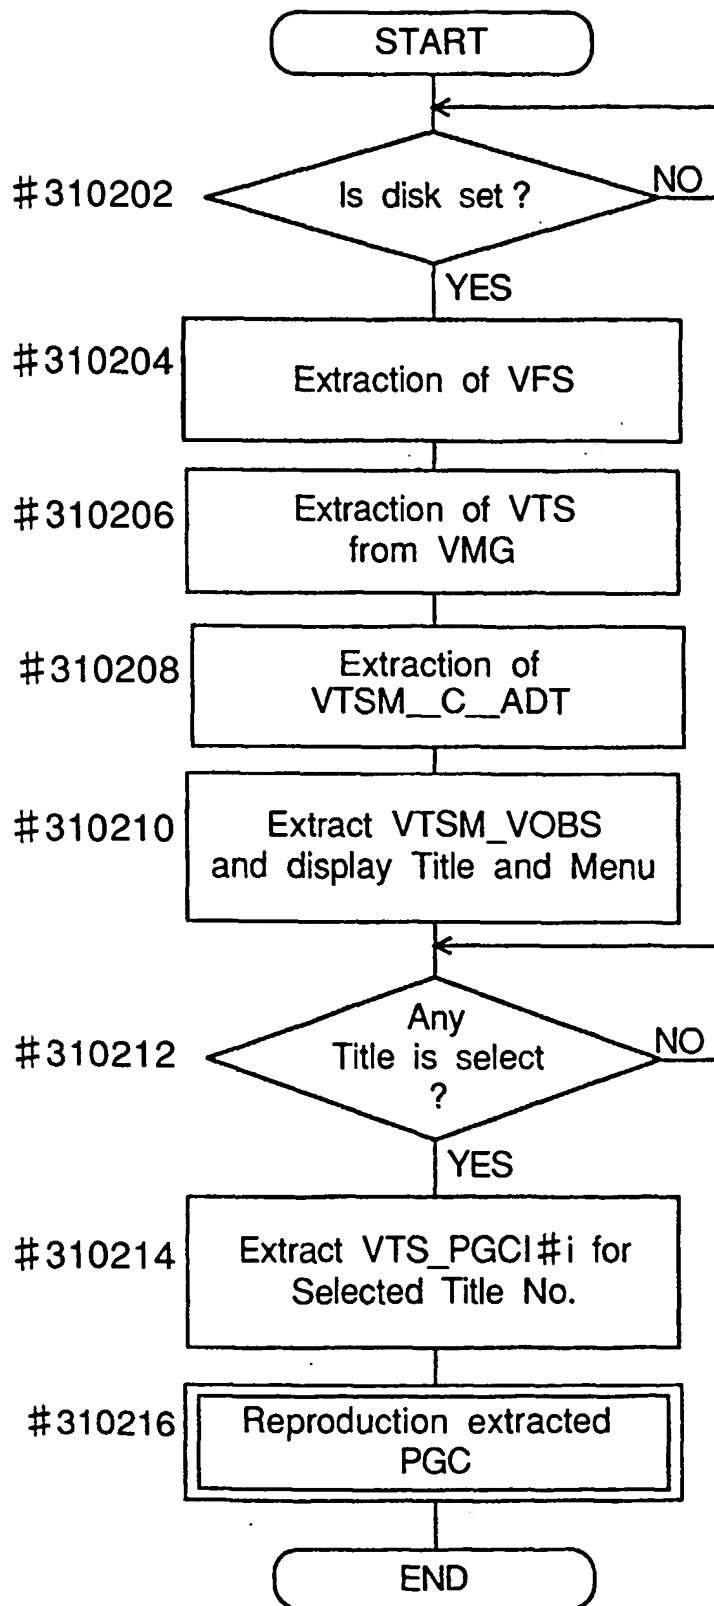 START
#310202
Is disk set ?
NO
YES
#310204
Extraction of VFS
#310206
Extraction of VTS
from VMG
#310208
Extraction of
VTSM__C__ADT
#310210
Extract VTSM_VOBS
and display Title and Menu
#310212
Any
Title is select
?
NO
YES
#310214
Extract VTS_PGCI#i for
Selected Title No.
#310216
Reproduction extracted
PGC
END